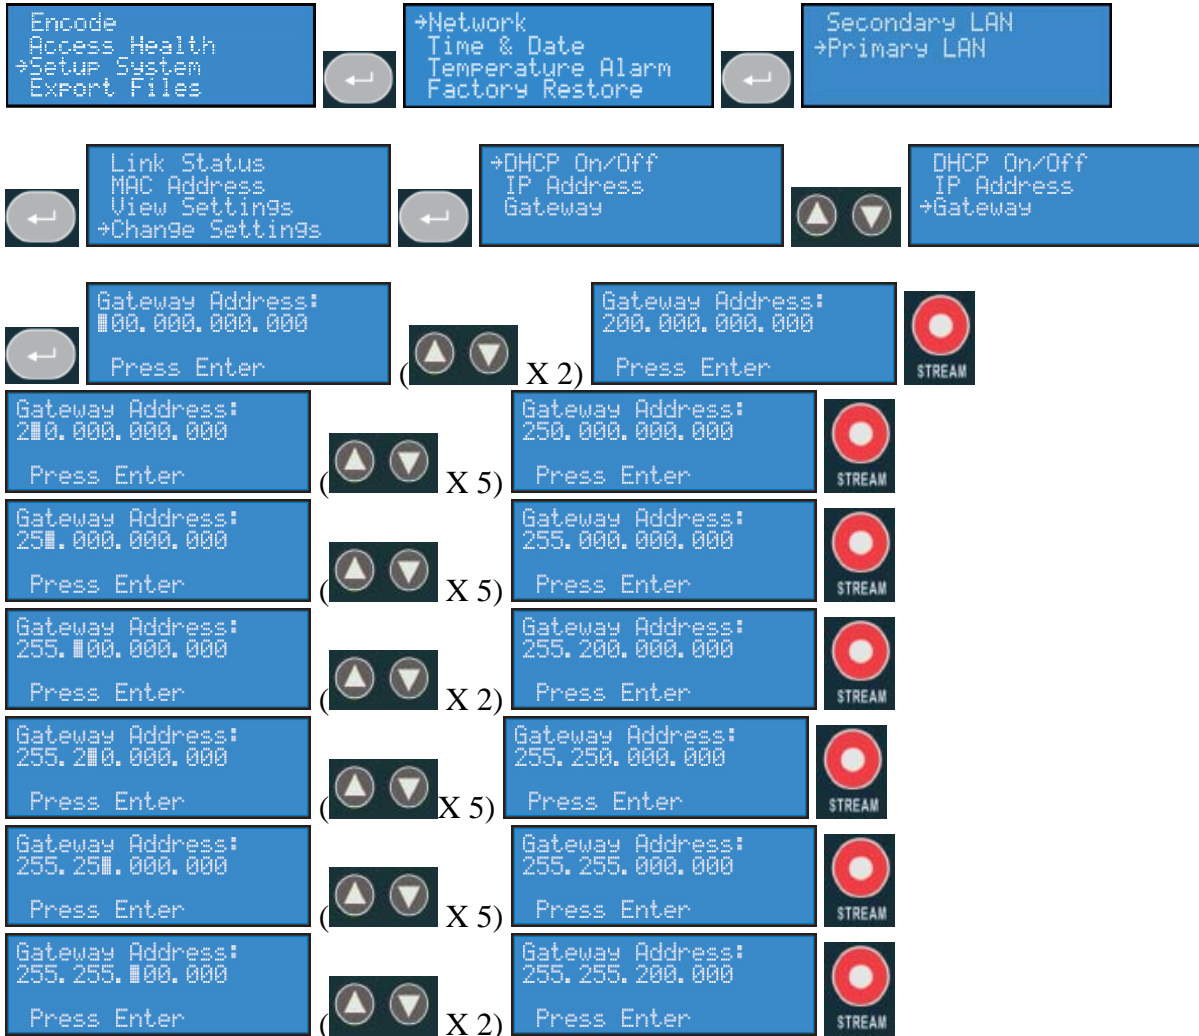 Encode
Access Health
→Setup System
Export Files
→Network
Time & Date
Temperature Alarm
Factory Restore
Secondary LAN
→Primary LAN
Link Status
MAC Address
View Settings
→Change Settings
→DHCP On/Off
IP Address
Gateway
DHCP On/Off
IP Address
→Gateway
Gateway Address:
█00.000.000.000
Press Enter
( X 2)
Gateway Address:
200.000.000.000
Press Enter
STREAM
Gateway Address:
2█0.000.000.000
Press Enter
( X 5)
Gateway Address:
250.000.000.000
Press Enter
STREAM
Gateway Address:
25█.000.000.000
Press Enter
( X 5)
Gateway Address:
255.000.000.000
Press Enter
STREAM
Gateway Address:
255.█00.000.000
Press Enter
( X 2)
Gateway Address:
255.200.000.000
Press Enter
STREAM
Gateway Address:
255.2█0.000.000
Press Enter
( X 5)
Gateway Address:
255.250.000.000
Press Enter
STREAM
Gateway Address:
255.25█.000.000
Press Enter
( X 5)
Gateway Address:
255.255.000.000
Press Enter
STREAM
Gateway Address:
255.255.█00.000
Press Enter
( X 2)
Gateway Address:
255.255.200.000
Press Enter
STREAM